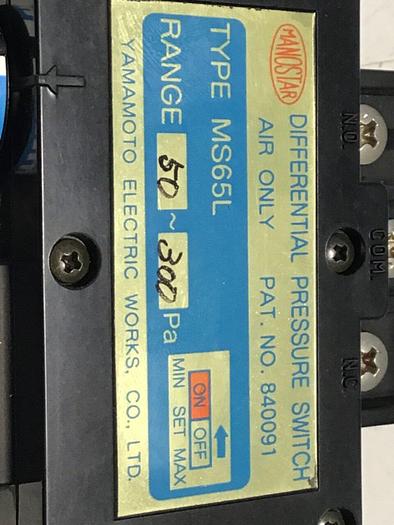 MANOSTAR
DIFFERENTIAL PRESSURE SWITCH
AIR ONLY PAT. NO. 840091
TYPE MS65L
RANGE 50 ~ 300 Pa
ON OFF
MIN SET MAX
YAMAMOTO ELECTRIC WORKS, CO., LTD.
N.O.
COM.
N.C